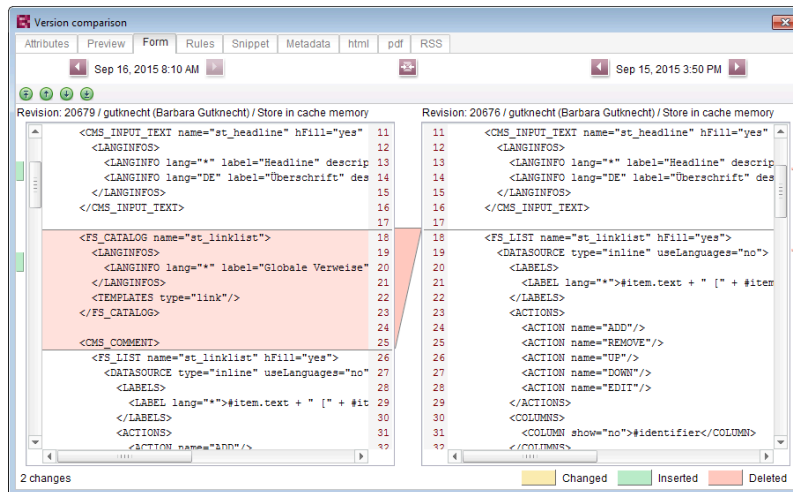 Version comparison
Attributes Preview Form Rules Snippet Metadata html pdf RSS
Sep 16, 2015 8:10 AM
Sep 15, 2015 3:50 PM
Revision: 20679 / gutknecht (Barbara Gutknecht) / Store in cache memory
<CMS_INPUT_TEXT name="st_headline" hFill="yes" 11
<LANGINFOS> 12
<LANGINFO lang="*" label="Headline" descrip 13
<LANGINFO lang="DE" label="Überschrift" des 14
</LANGINFOS> 15
</CMS_INPUT_TEXT> 16
17
<FS_CATALOG name="st_linklist"> 18
<LANGINFOS> 19
<LANGINFO lang="*" label="Globale Verweise" 20
</LANGINFOS> 21
<TEMPLATES type="link"/> 22
</FS_CATALOG> 23
24
<CMS_COMMENT> 25
<FS_LIST name="st_linklist" hFill="yes"> 26
<DATASOURCE type="inline" useLanguages="no" 27
<LABELS> 28
<LABEL lang="*">#item.text + " [" + #it 29
</LABELS> 30
<ACTIONS> 31
<ACTION name="ADD"/> 32
Revision: 20676 / gutknecht (Barbara Gutknecht) / Store in cache memory
11 <CMS_INPUT_TEXT name="st_headline" hFill="yes"
12 <LANGINFOS>
13 <LANGINFO lang="*" label="Headline" descrip
14 <LANGINFO lang="DE" label="Überschrift" des
15 </LANGINFOS>
16 </CMS_INPUT_TEXT>
17
18 <FS_LIST name="st_linklist" hFill="yes">
19 <DATASOURCE type="inline" useLanguages="no">
20 <LABELS>
21 <LABEL lang="*">#item.text + " [" + #item
22 </LABELS>
23 <ACTIONS>
24 <ACTION name="ADD"/>
25 <ACTION name="REMOVE"/>
26 <ACTION name="UP"/>
27 <ACTION name="DOWN"/>
28 <ACTION name="EDIT"/>
29 </ACTIONS>
30 <COLUMNS>
31 <COLUMN show="no">#identifier</COLUMN>
32 </COLUMNS>
2 changes
Changed Inserted Deleted